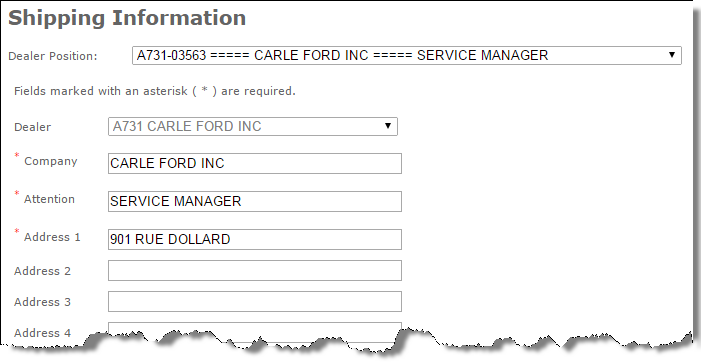 Shipping Information
Dealer Position: A731-03563 ===== CARLE FORD INC ===== SERVICE MANAGER
Fields marked with an asterisk ( * ) are required.
Dealer A731 CARLE FORD INC
* Company CARLE FORD INC
* Attention SERVICE MANAGER
* Address 1 901 RUE DOLLARD
Address 2
Address 3
Address 4